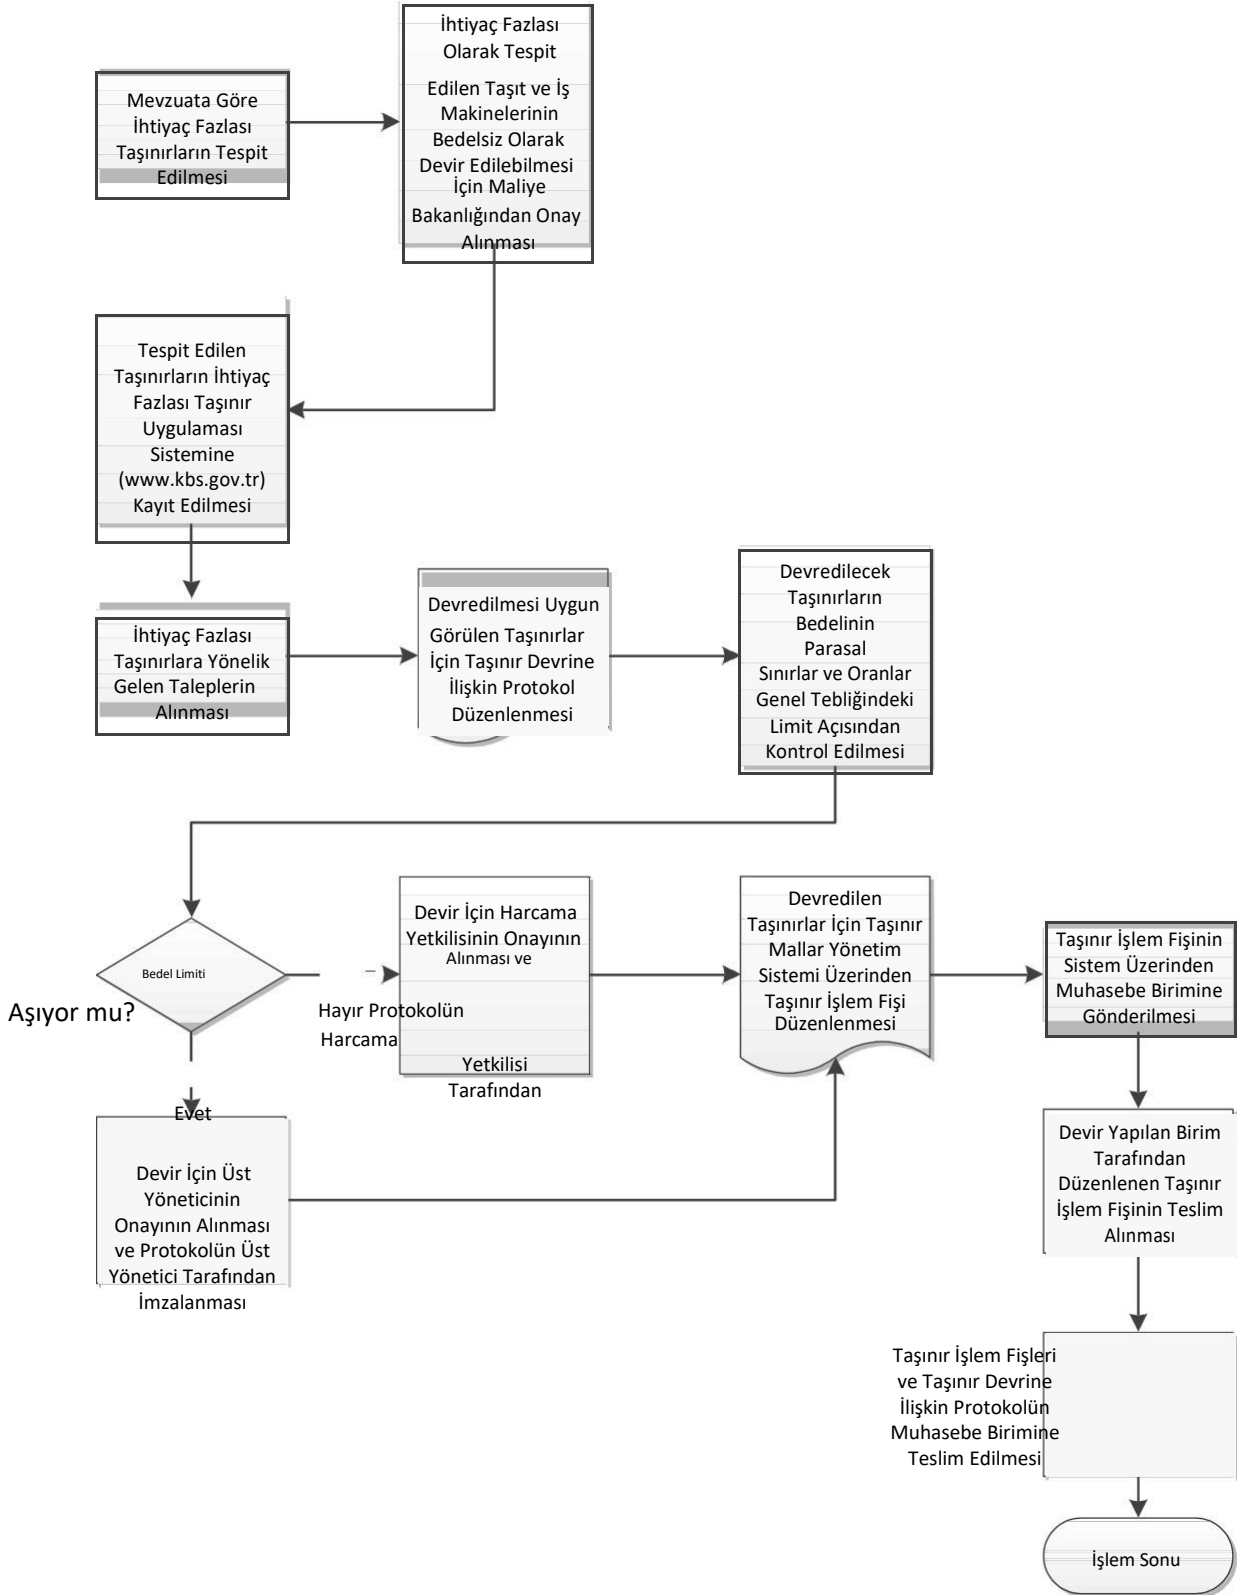 Mevzuata Göre
İhtiyaç Fazlası
Taşınırların Tespit
Edilmesi
İhtiyaç Fazlası
Olarak Tespit
Edilen Taşıt ve İş
Makinelerinin
Bedelsiz Olarak
Devir Edilebilmesi
İçin Maliye
Bakanlığından Onay
Alınması
Tespit Edilen
Taşınırların İhtiyaç
Fazlası Taşınır
Uygulaması
Sistemine
(www.kbs.gov.tr)
Kayıt Edilmesi
İhtiyaç Fazlası
Taşınırlara Yönelik
Gelen Taleplerin
Alınması
Devredilmesi Uygun
Görülen Taşınırlar
İçin Taşınır Devrine
İlişkin Protokol
Düzenlenmesi
Devredilecek
Taşınırların
Bedelinin
Parasal
Sınırlar ve Oranlar
Genel Tebliğindeki
Limit Açısından
Kontrol Edilmesi
Bedel Limiti
Aşıyor mu?
Hayır Protokolün
Harcama
Devir İçin Harcama
Yetkilisinin Onayının
Alınması ve
Yetkilisi
Tarafından
Evet
Devir İçin Üst
Yöneticinin
Onayının Alınması
ve Protokolün Üst
Yönetici Tarafından
İmzalanması
Devredilen
Taşınırlar İçin Taşınır
Mallar Yönetim
Sistemi Üzerinden
Taşınır İşlem Fişi
Düzenlenmesi
Taşınır İşlem Fişinin
Sistem Üzerinden
Muhasebe Birimine
Gönderilmesi
Devir Yapılan Birim
Tarafından
Düzenlenen Taşınır
İşlem Fişinin Teslim
Alınması
Taşınır İşlem Fişleri
ve Taşınır Devrine
İlişkin Protokolün
Muhasebe Birimine
Teslim Edilmesi
İşlem Sonu